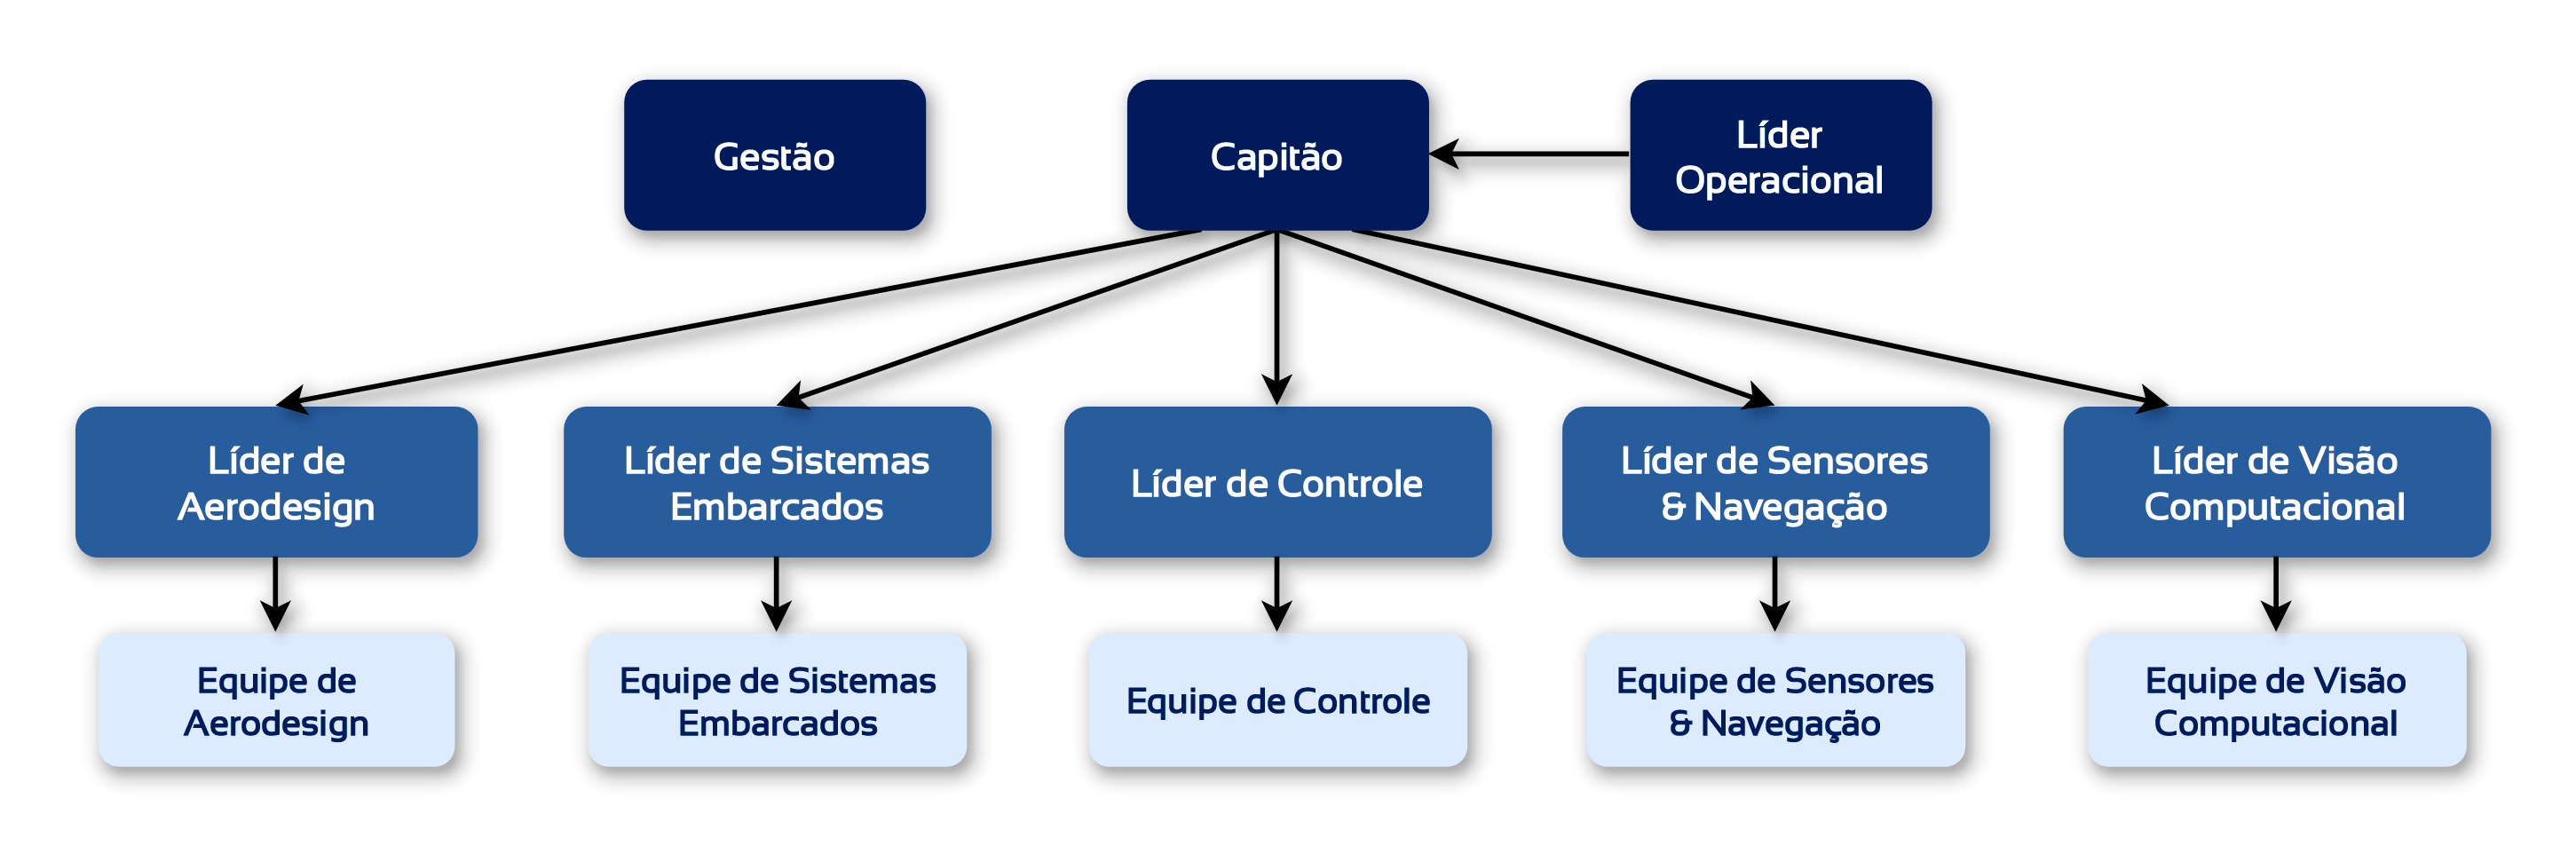 Gestão
Capitão
Líder
Operacional
Líder de
Aerodesign
Líder de Sistemas
Embarcados
Líder de Controle
Líder de Sensores
& Navegação
Líder de Visão
Computacional
Equipe de
Aerodesign
Equipe de Sistemas
Embarcados
Equipe de Controle
Equipe de Sensores
& Navegação
Equipe de Visão
Computacional